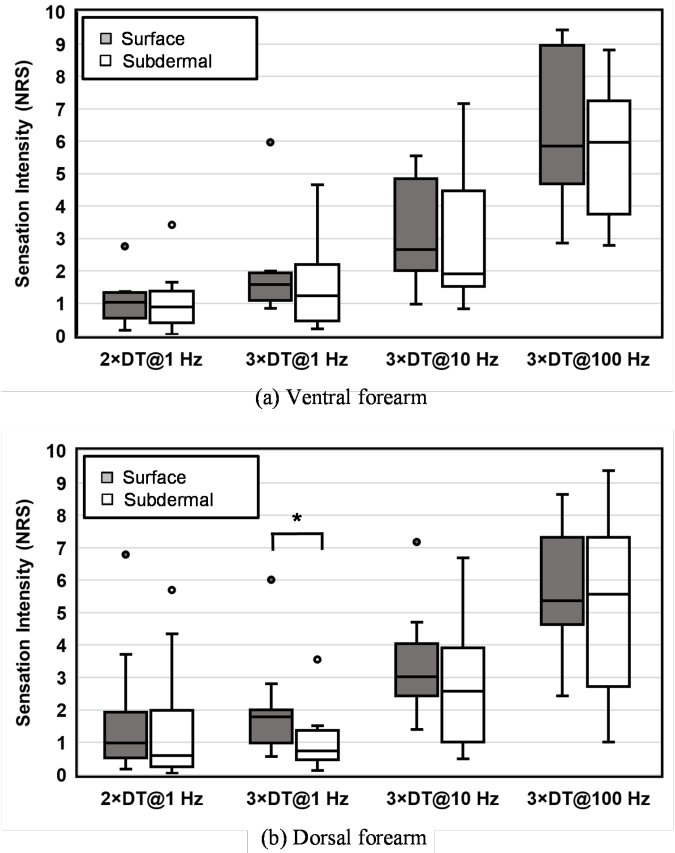 10
9
8
7
6
5
4
3
2
1
0
Sensation Intensity (NRS)
Surface
Subdermal
2×DT@1 Hz 3×DT@1 Hz 3×DT@10 Hz 3×DT@100 Hz
(a) Ventral forearm
10
9
8
7
6
5
4
3
2
1
0
Sensation Intensity (NRS)
Surface
Subdermal
*
2×DT@1 Hz 3×DT@1 Hz 3×DT@10 Hz 3×DT@100 Hz
(b) Dorsal forearm